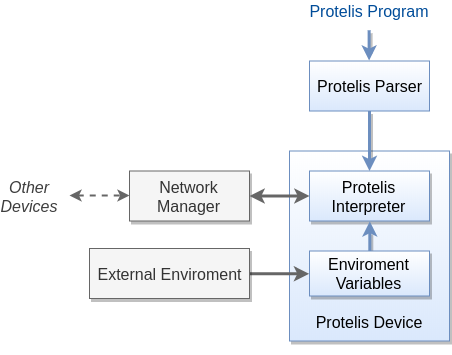 Protelis Program
Protelis Parser
Other
Devices
Network
Manager
Protelis
Interpreter
External Enviroment
Enviroment
Variables
Protelis Device